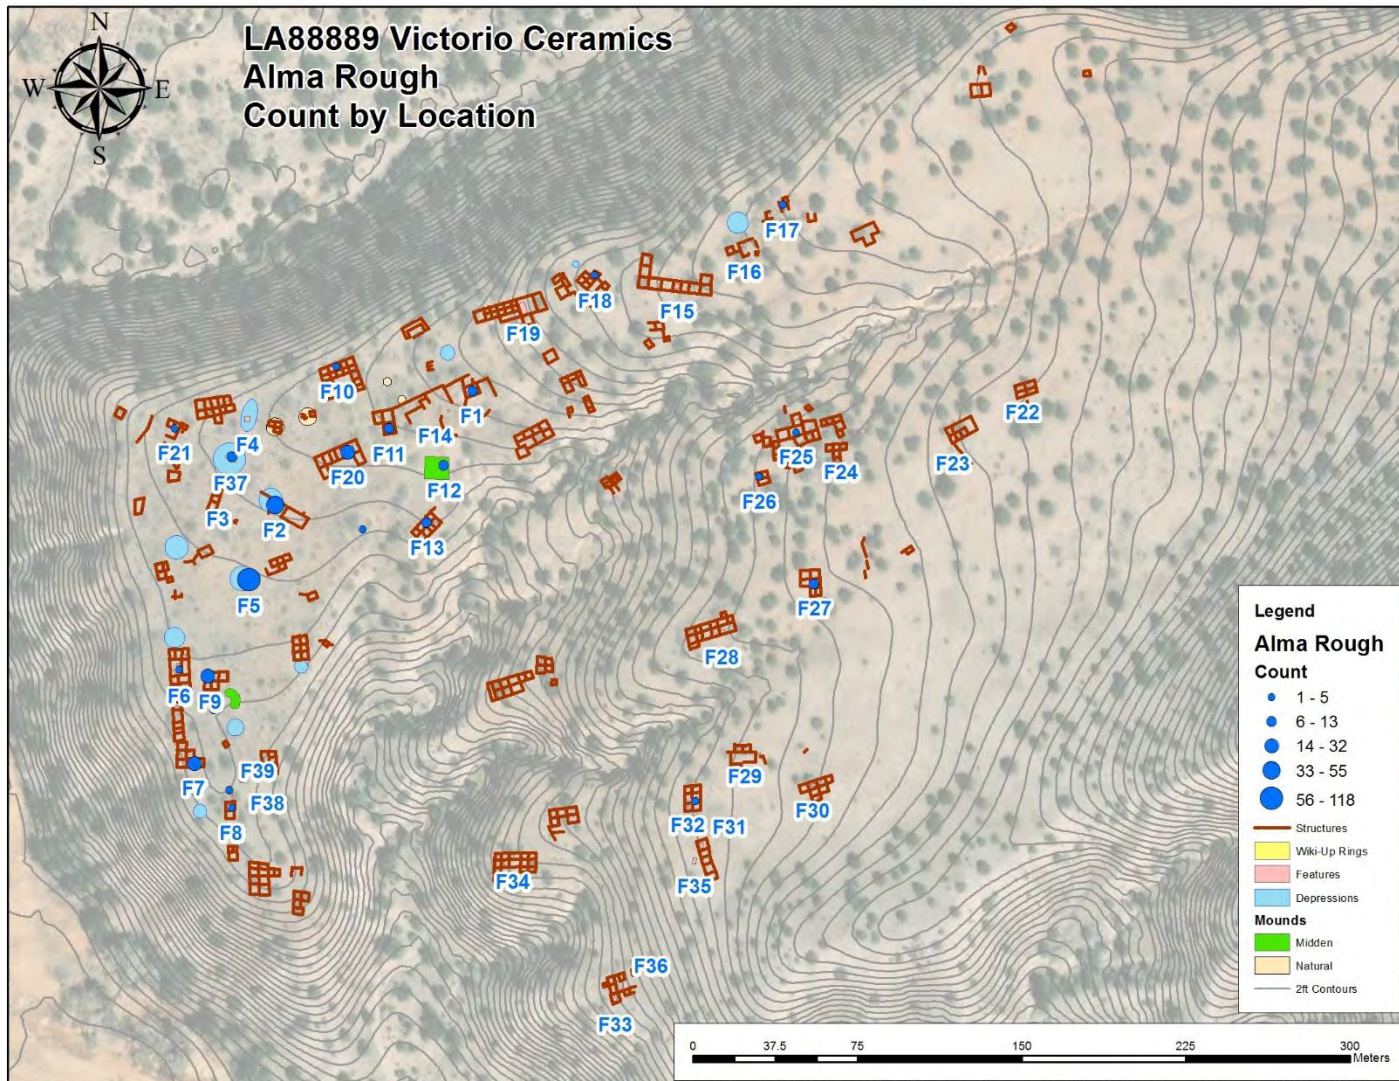 N
W E
S
LA88889 Victorio Ceramics
Alma Rough
Count by Location
F17
F16
F18
F15
F19
F10
F1
F22
F21
F4
F11
F14
F25
F24
F23
F20
F37
F12
F26
F3
F2
F13
F5
F27
F28
F6
F9
F39
F29
F7
F38
F30
F8
F32
F31
F34
F35
F36
F33
Legend
Alma Rough
Count
1 - 5
6 - 13
14 - 32
33 - 55
56 - 118
Structures
Wiki-Up Rings
Features
Depressions
Mounds
Midden
Natural
2ft Contours
0 37.5 75 150 225 300
Meters